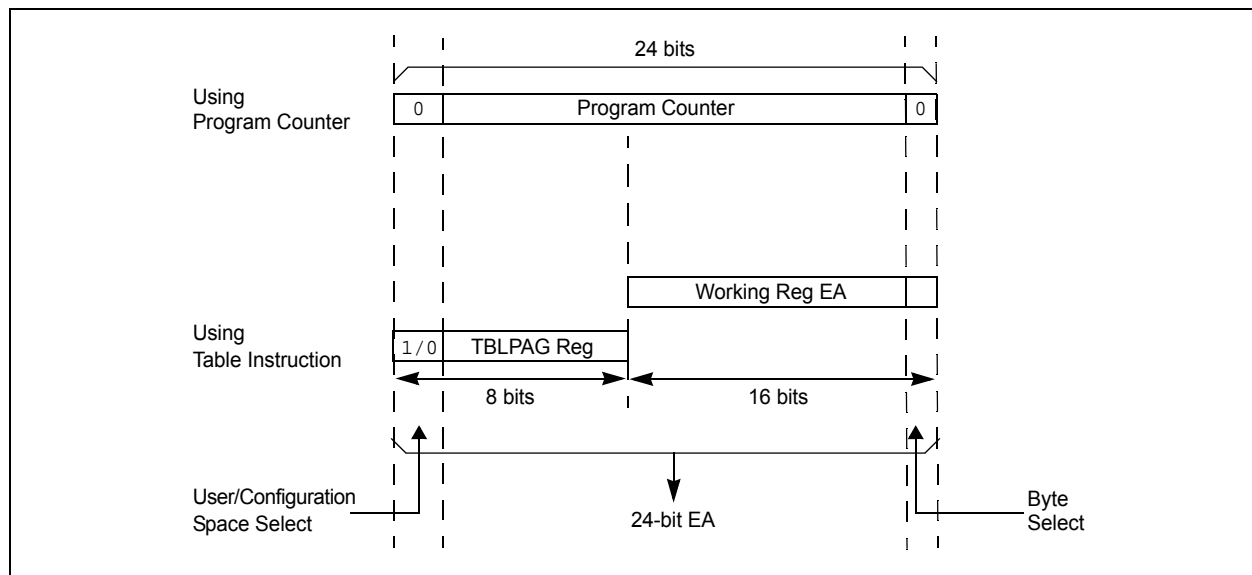 24 bits
Using
Program Counter
0
Program Counter
0
Working Reg EA
Using
Table Instruction
1/0
TBLPAG Reg
8 bits
16 bits
User/Configuration
Space Select
24-bit EA
Byte
Select